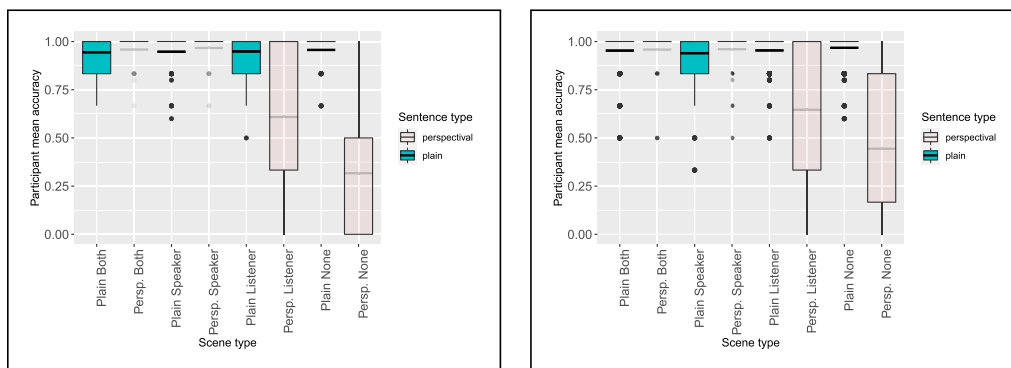 Participant mean accuracy
1.00
0.75
0.50
0.25
0.00
Plain Both
Persp. Both
Plain Speaker
Persp. Speaker
Plain Listener
Persp. Listener
Plain None
Persp. None
Scene type
Sentence type
perspectival
plain
Participant mean accuracy
1.00
0.75
0.50
0.25
0.00
Plain Both
Persp. Both
Plain Speaker
Persp. Speaker
Plain Listener
Persp. Listener
Plain None
Persp. None
Scene type
Sentence type
perspectival
plain